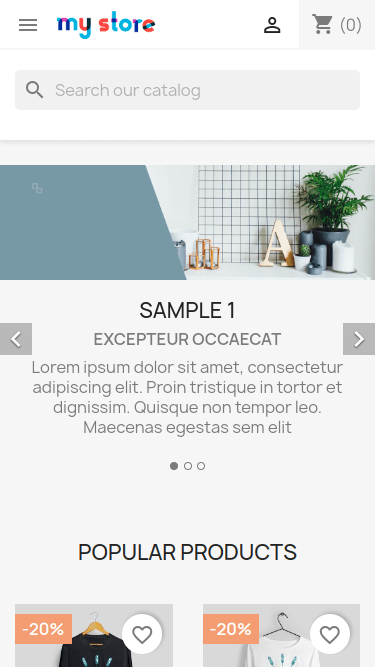 my store
(0)
Search our catalog
SAMPLE 1
EXCEPTEUR OCCAECAT
Lorem ipsum dolor sit amet, consectetur
adipiscing elit. Proin tristique in tortor et
dignissim. Quisque non tempor leo.
Maecenas egestas sem elit
POPULAR PRODUCTS
-20%
-20%